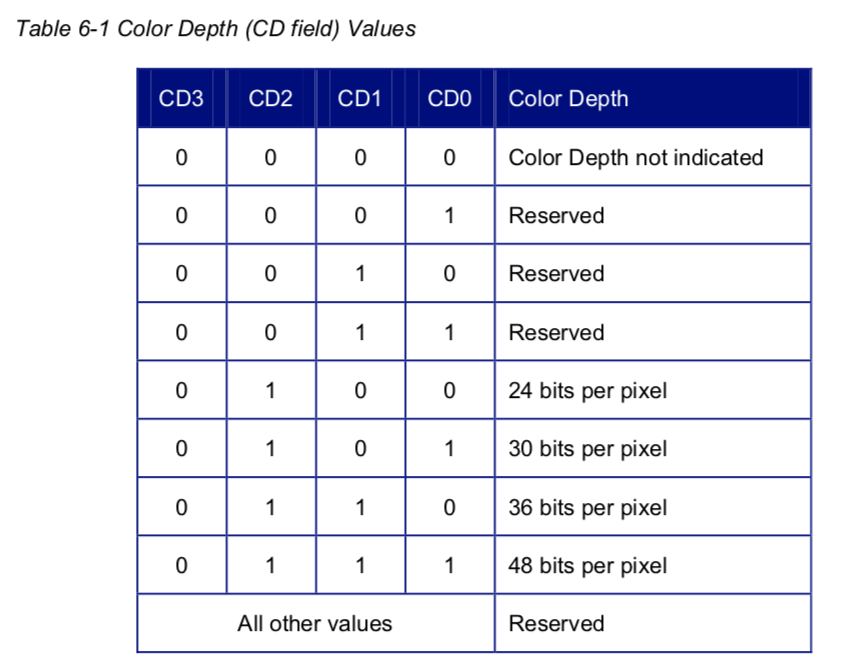 Table 6-1 Color Depth (CD field) Values
CD3 CD2 CD1 CD0 Color Depth
0 0 0 0 Color Depth not indicated
0 0 0 1 Reserved
0 0 1 0 Reserved
0 0 1 1 Reserved
0 1 0 0 24 bits per pixel
0 1 0 1 30 bits per pixel
0 1 1 0 36 bits per pixel
0 1 1 1 48 bits per pixel
All other values Reserved